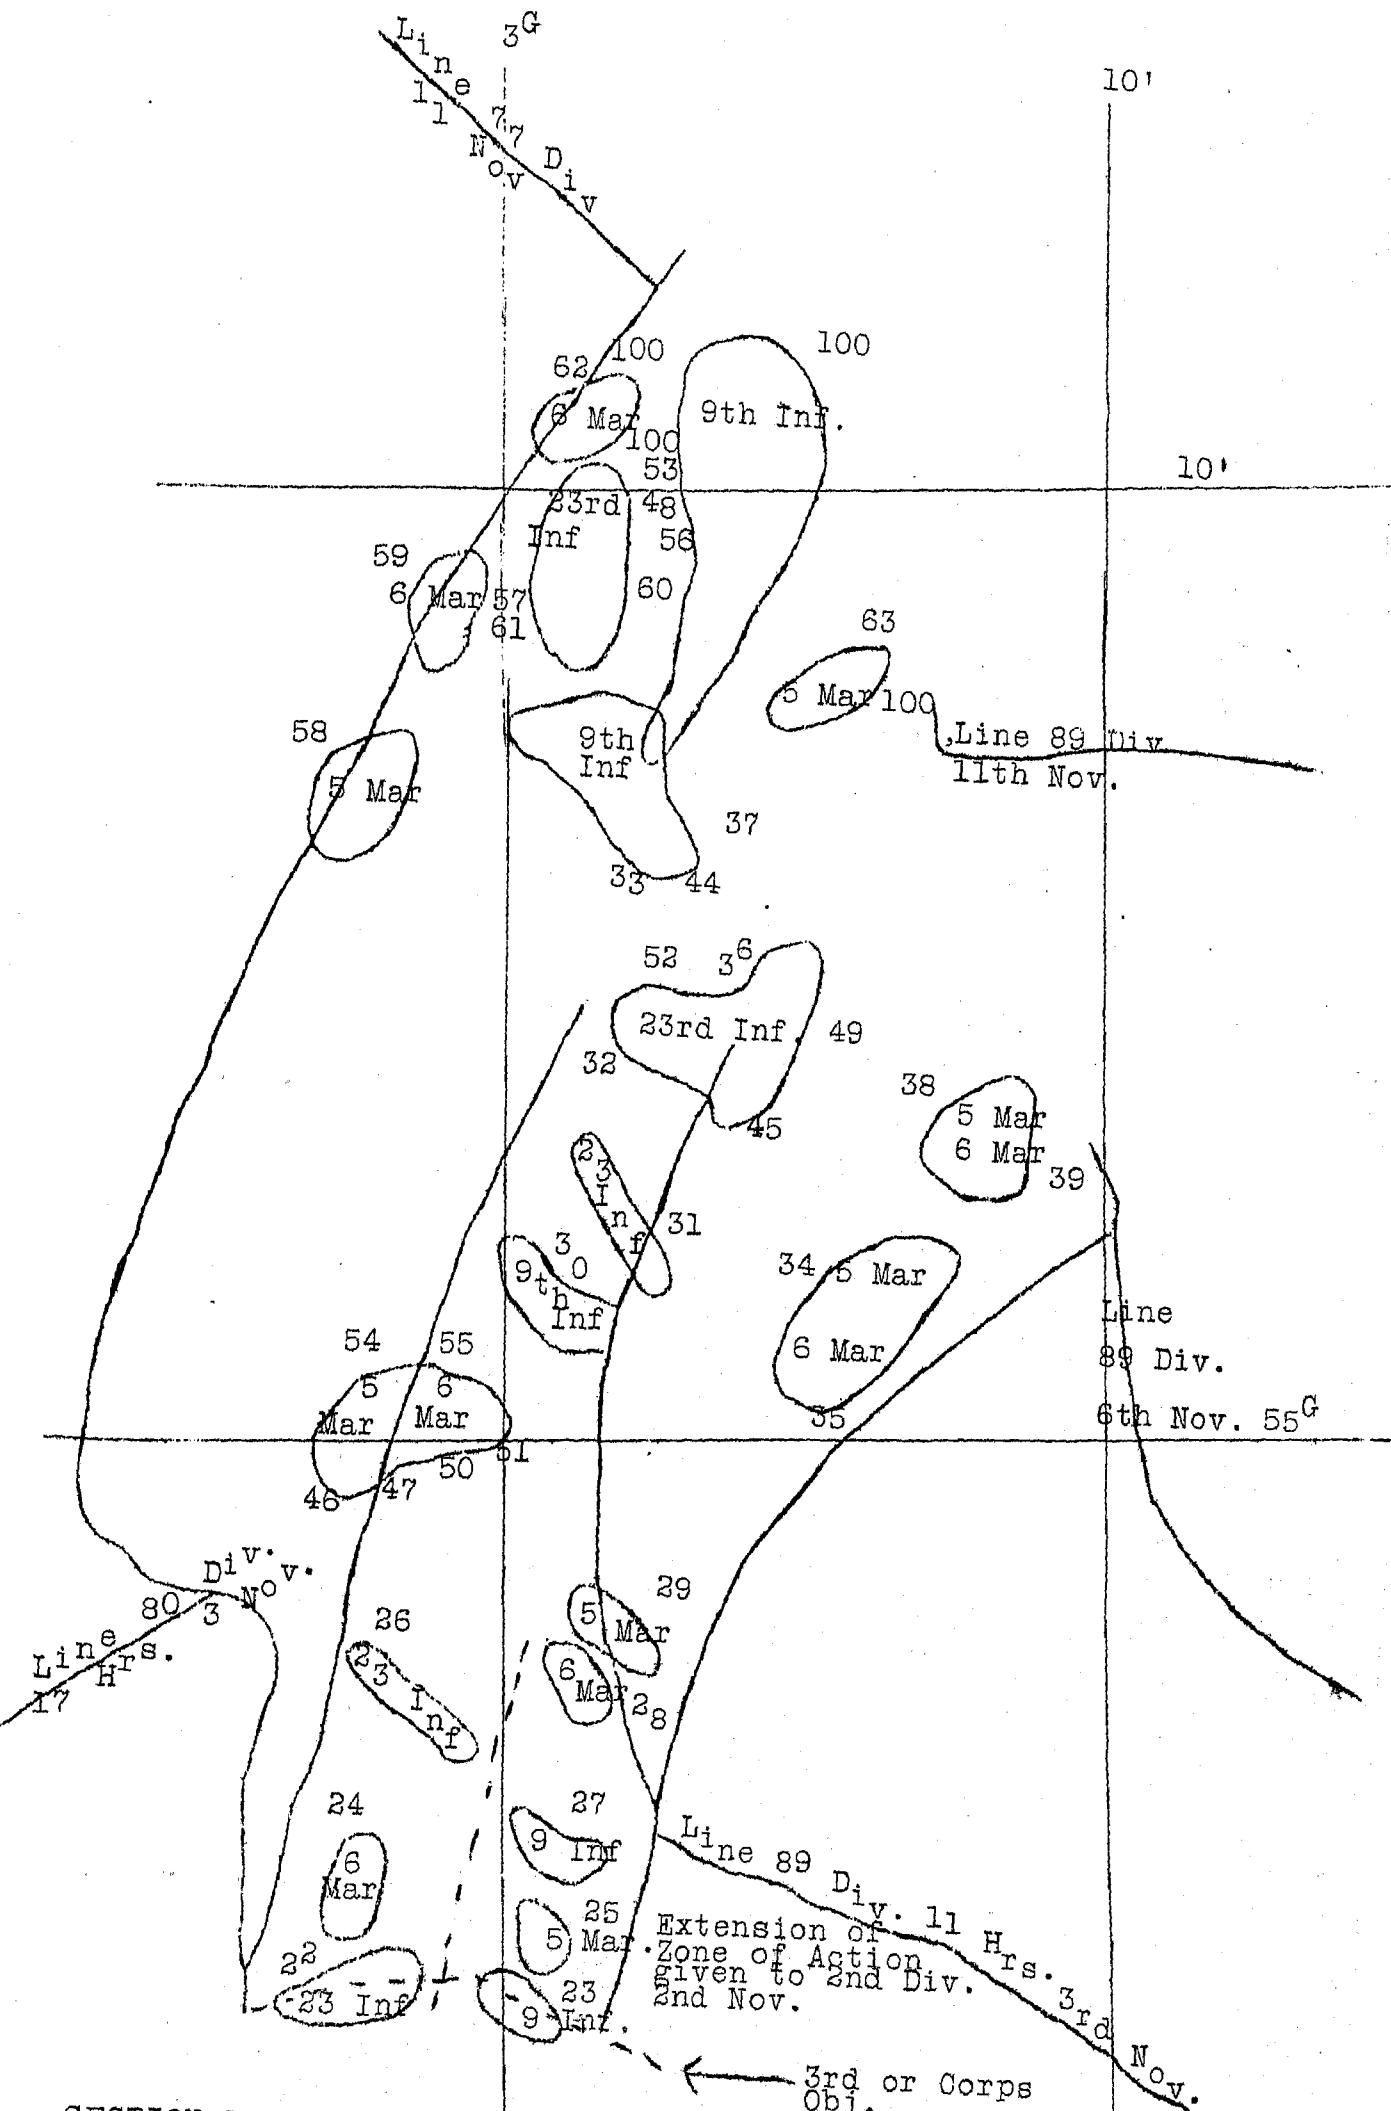 3G
10'
Line 77 Div
11 Nov
100
62
6 Mar
100
100
9th Inf.
10'
53
48
56
60
23rd
Inf
59
6 Mar 57
61
63
5 Mar 100
Line 89 Div
11th Nov.
58
5 Mar
9th
Inf
37
33
44
52
36
23rd Inf.
49
32
45
38
5 Mar
6 Mar
39
23 Inf
31
30
9th
Inf
34
5 Mar
6 Mar
35
Line
89 Div.
6th Nov. 55G
54
55
5
Mar
6
Mar
51
50
46
47
Line 80 Div.
17 Hrs. 3 Nov.
26
23 Inf
29
5 Mar
6
Mar
28
24
6
Mar
27
9 Inf
25
5 Mar.
22
23 Inf
23
9 Inf.
Line 89 Div. 11 Hrs. 3rd Nov.
Extension of
Zone of Action
given to 2nd Div.
2nd Nov.
3rd or Corps
Obj.